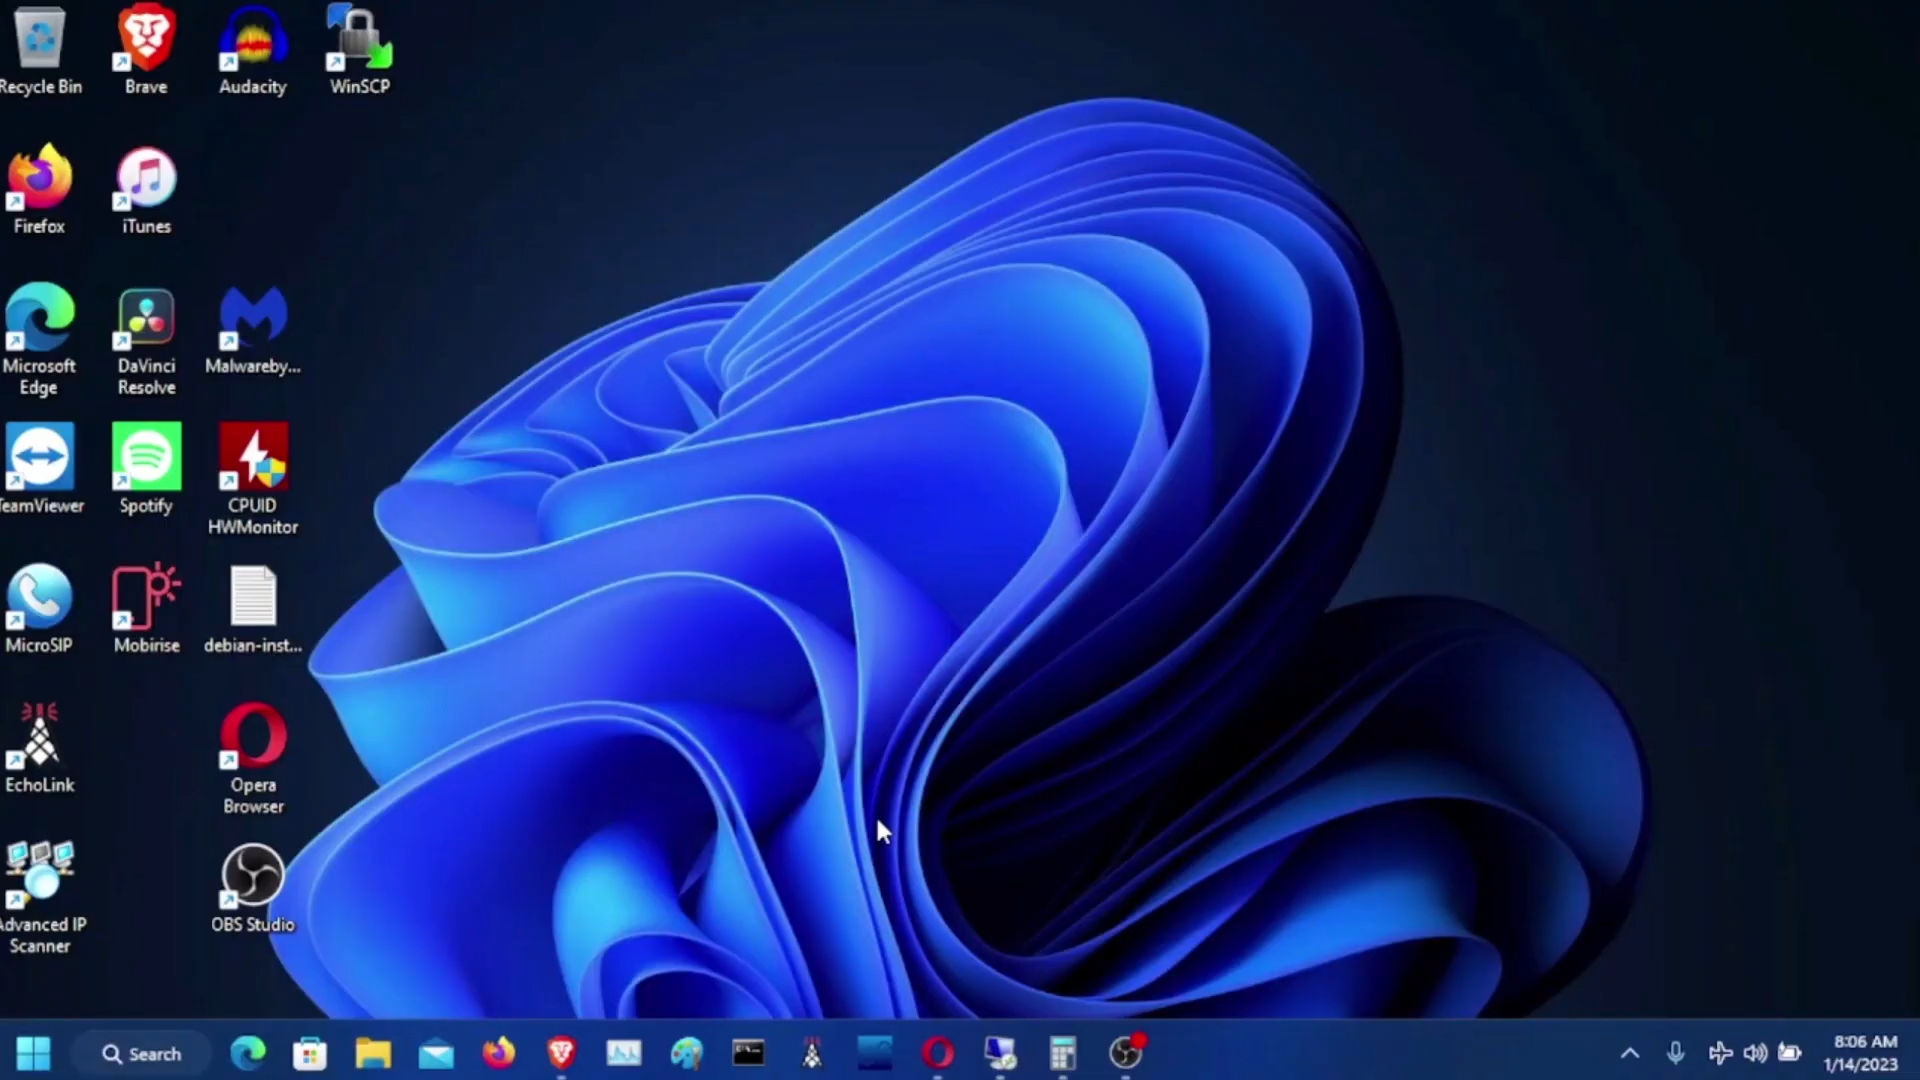 Recycle Bin
Brave
Audacity
WinSCP
Firefox
iTunes
Microsoft
Edge
DaVinci
Resolve
Malwareby...
TeamViewer
Spotify
CPUID
HWMonitor
MicroSIP
Mobirise
debian-inst...
EchoLink
Opera
Browser
Advanced IP
Scanner
OBS Studio
Search
8:06 AM
1/14/2023